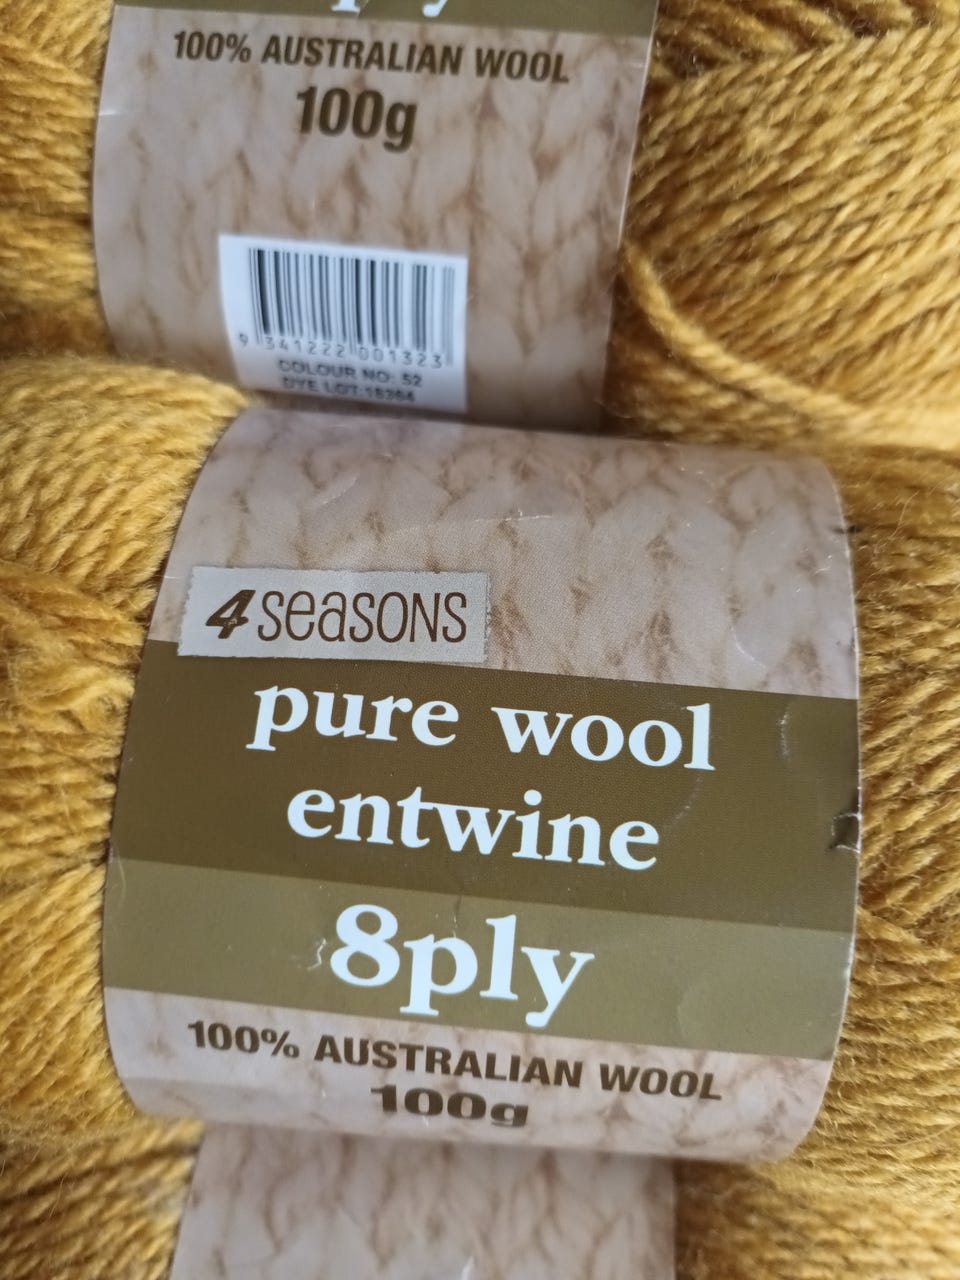 100% AUSTRALIAN WOOL
100g
9 341222 001323
COLOUR NO: 52
DYE LOT:
4 seasons
pure wool
entwine
8ply
100% AUSTRALIAN WOOL
100g